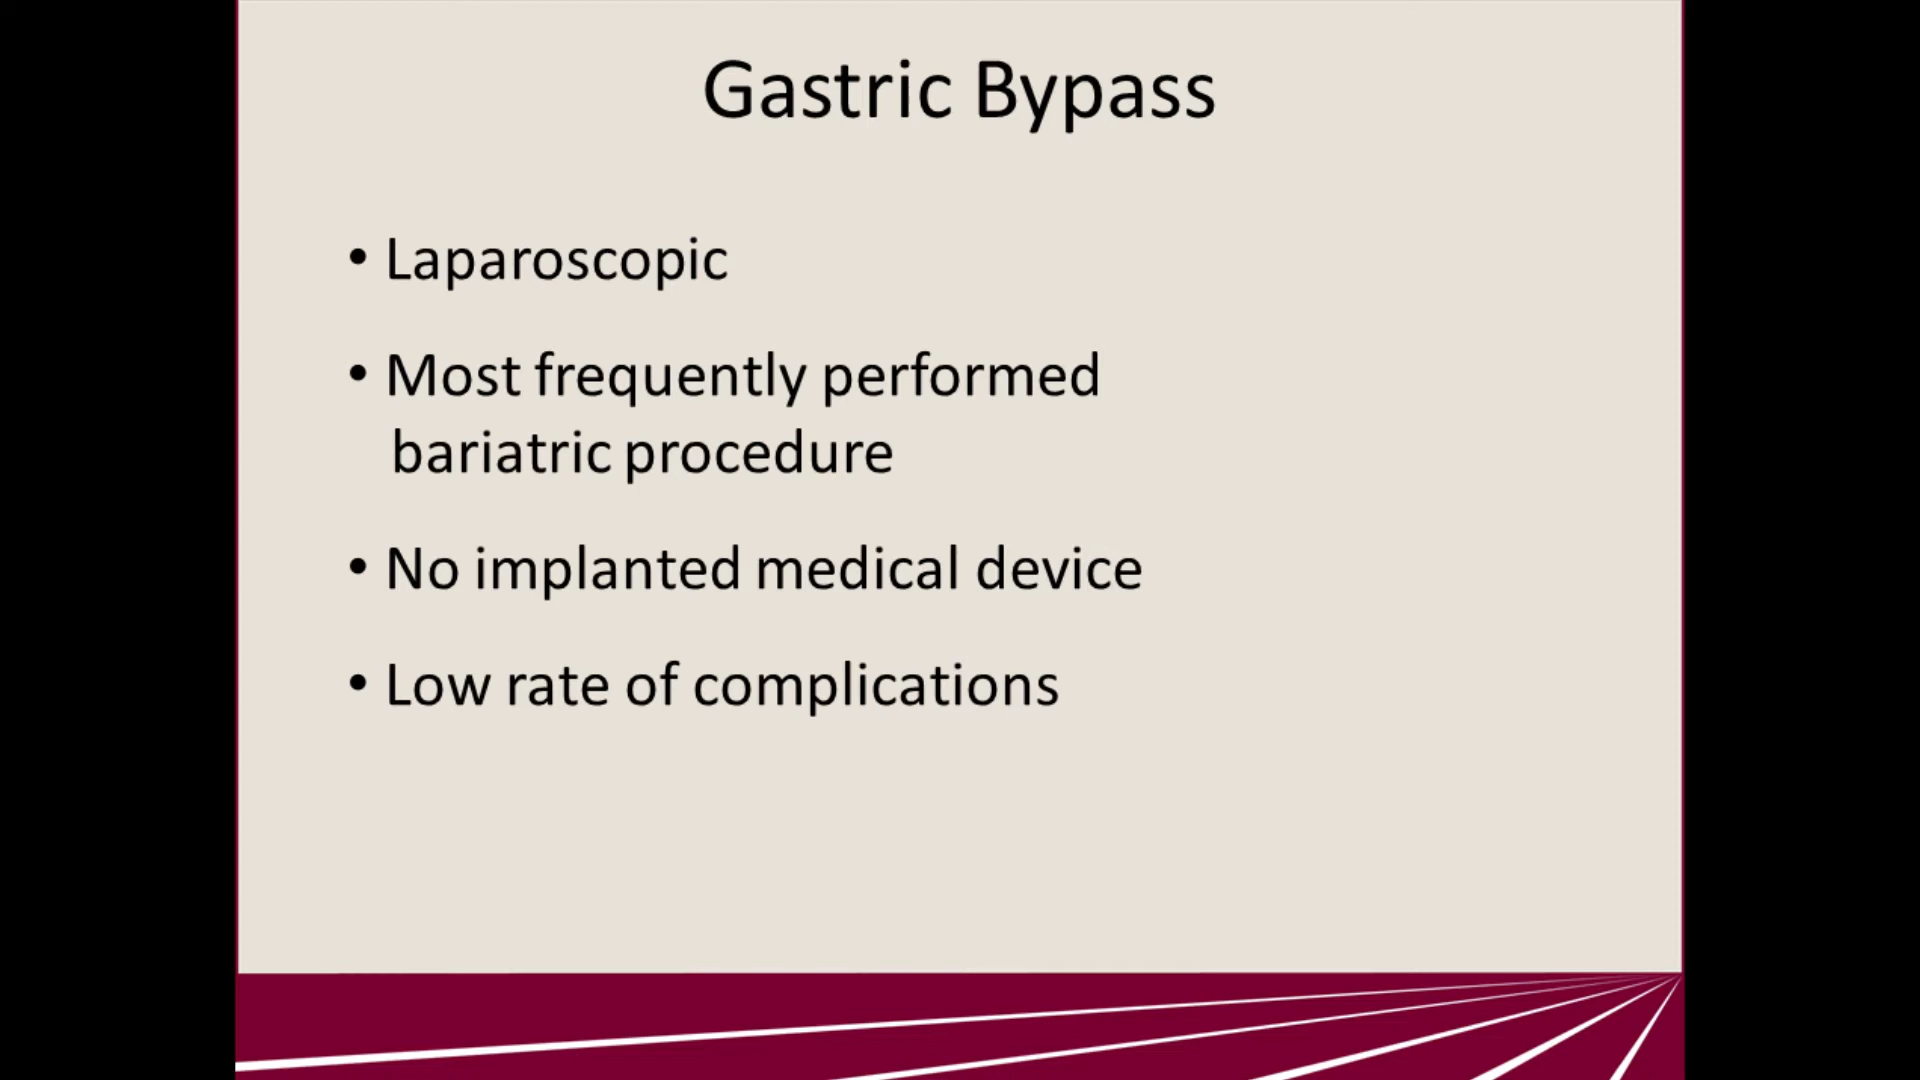 Gastric Bypass
• Laparoscopic
• Most frequently performed
bariatric procedure
• No implanted medical device
• Low rate of complications